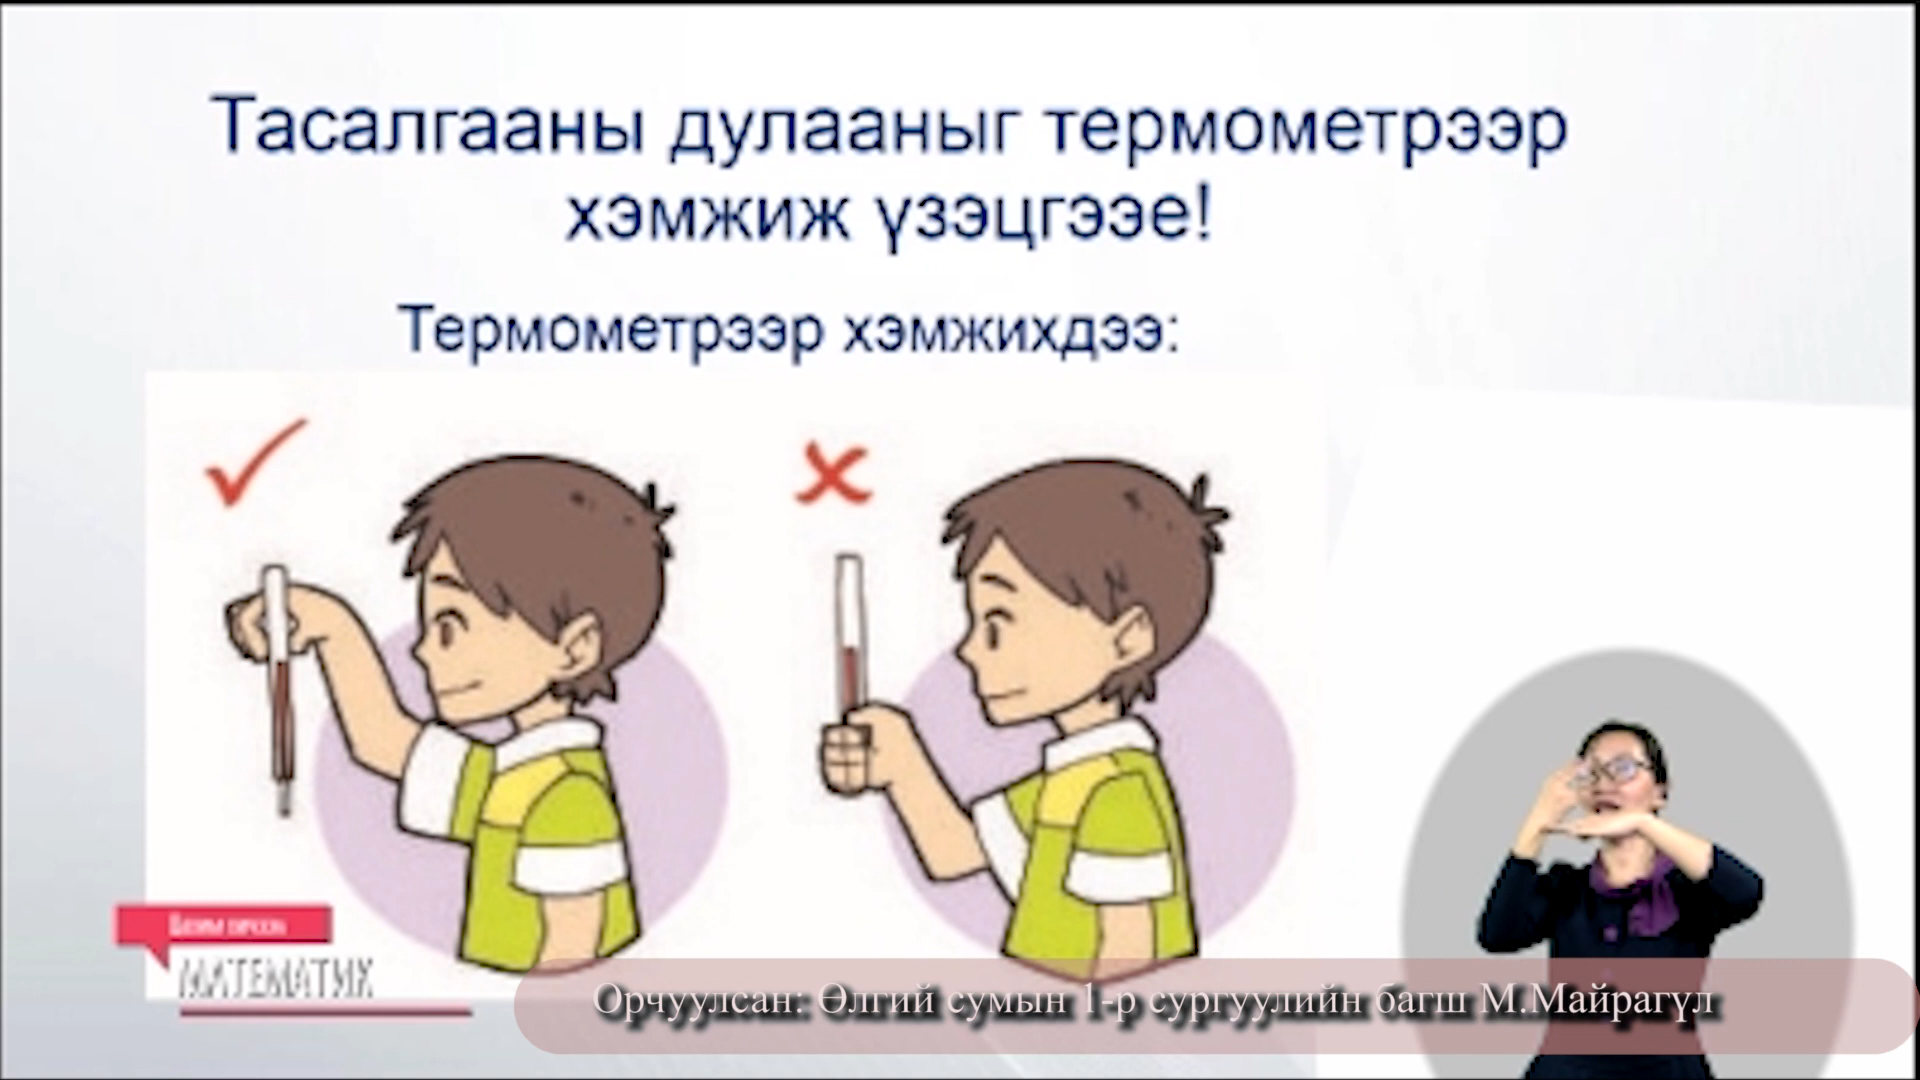 Тасалгааны дулааныг термометрээр
хэмжиж үзэцгээе!
Термометрээр хэмжихдээ:
МАТЕМАТИК
Орчуулсан: Өлгий сумын 1-р сургуулийн багш М.Майрагүл